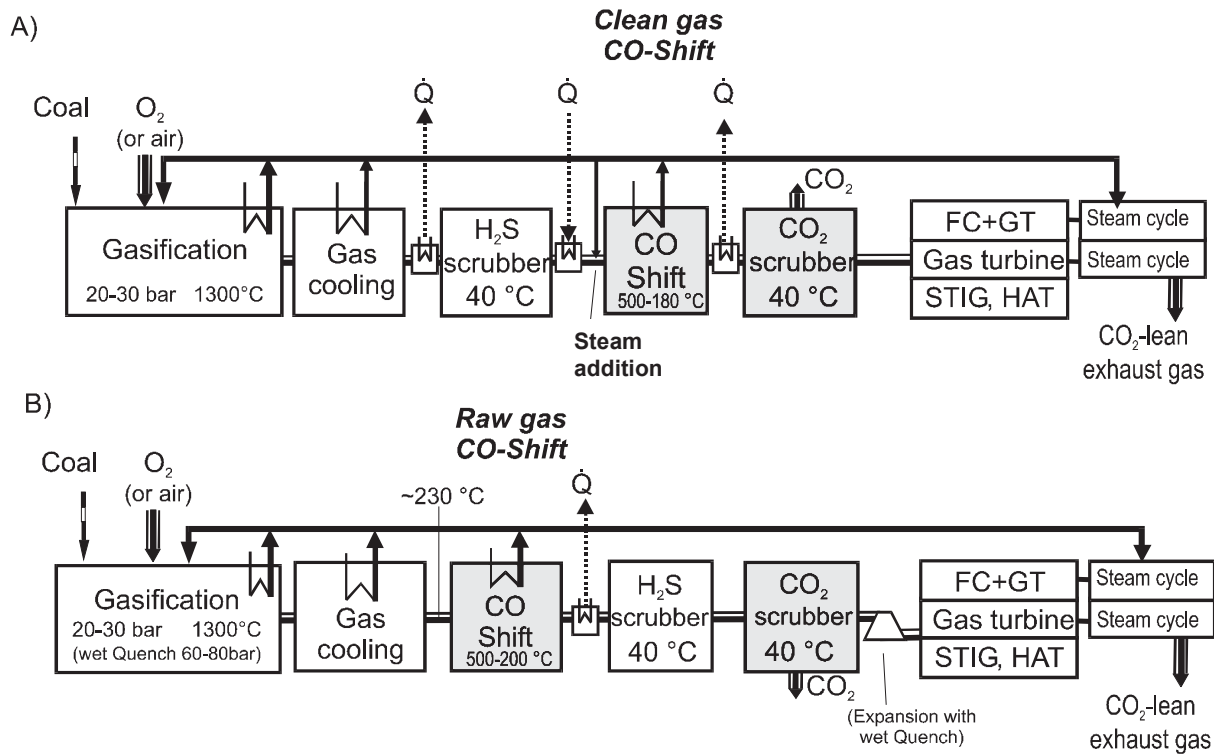 A)
Clean gas
CO-Shift
Q̇
Q̇
Q̇
Coal
O₂
(or air)
CO₂
Gasification
20-30 bar 1300°C
Gas
cooling
H₂S
scrubber
40 °C
CO
Shift
500-180 °C
CO₂
scrubber
40 °C
FC+GT
Gas turbine
STIG, HAT
Steam cycle
Steam cycle
Steam
addition
CO₂-lean
exhaust gas
B)
Raw gas
CO-Shift
Coal
O₂
(or air)
~230 °C
Q̇
Gasification
20-30 bar 1300°C
(wet Quench 60-80bar)
Gas
cooling
CO
Shift
500-200 °C
H₂S
scrubber
40 °C
CO₂
scrubber
40 °C
CO₂
FC+GT
Gas turbine
STIG, HAT
Steam cycle
Steam cycle
(Expansion with
wet Quench)
CO₂-lean
exhaust gas